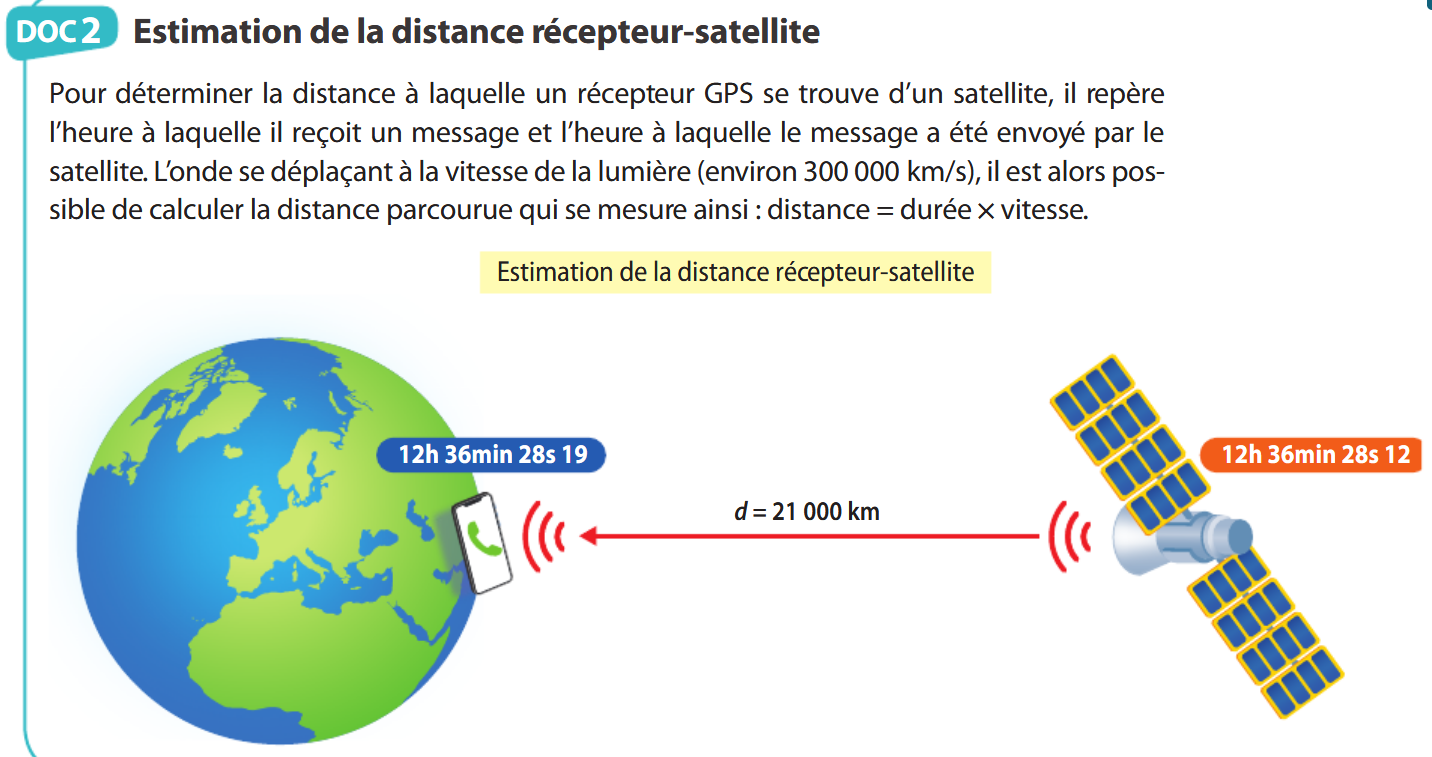 DOC 2 Estimation de la distance récepteur-satellite
Pour déterminer la distance à laquelle un récepteur GPS se trouve d’un satellite, il repère
l’heure à laquelle il reçoit un message et l’heure à laquelle le message a été envoyé par le
satellite. L’onde se déplaçant à la vitesse de la lumière (environ 300 000 km/s), il est alors pos-
sible de calculer la distance parcourue qui se mesure ainsi : distance = durée × vitesse.
Estimation de la distance récepteur-satellite
12h 36min 28s 19
12h 36min 28s 12
d = 21 000 km